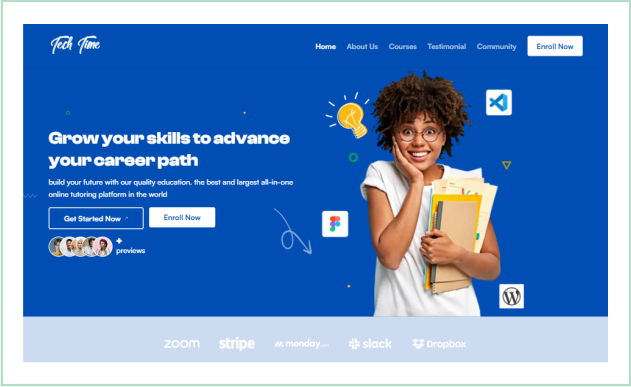 Tech Time
Home About Us Courses Testimonial Community Enroll Now
Grow your skills to advance
your career path
build your future with our quality education. the best and largest all-in-one
online tutoring platform in the world
Get Started Now Enroll Now
+
previews
zoom stripe monday.com slack Dropbox